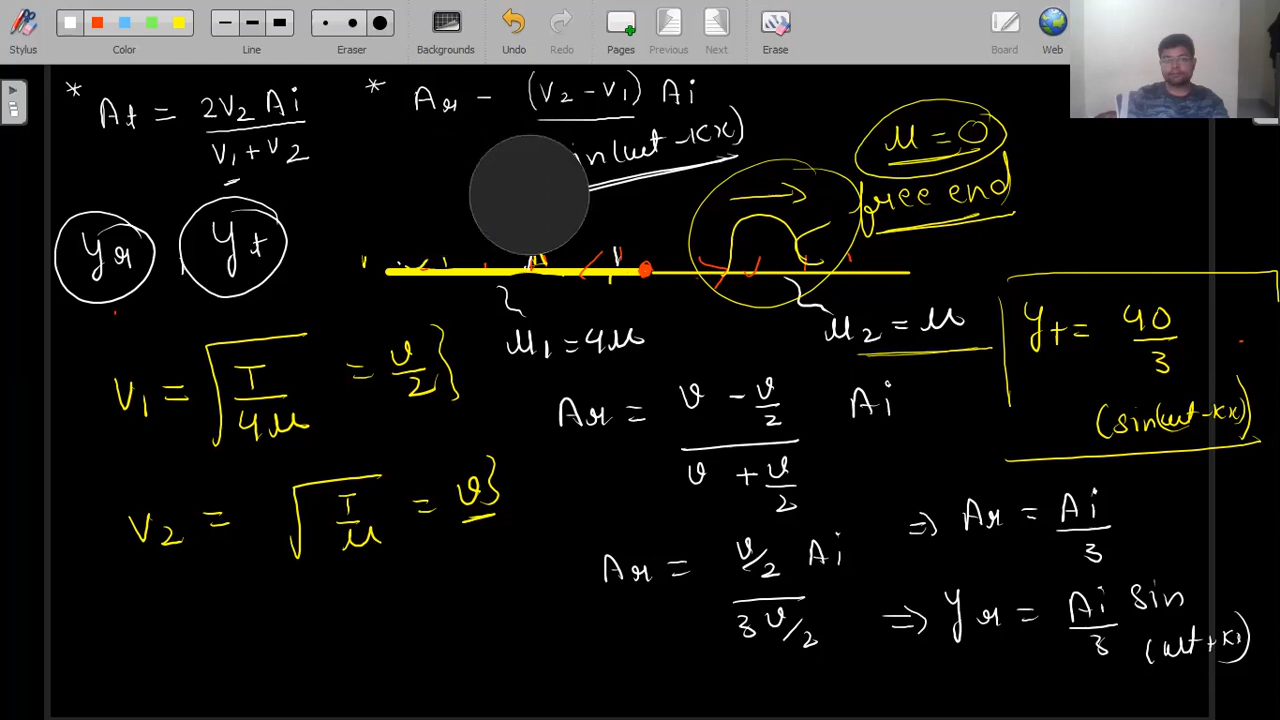 Stylus
Color
Line
Eraser
Backgrounds
Undo
Redo
Pages
Previous
Next
Erase
Board
Web
* At = 2V2 Ai / V1 + V2
* Ar - (V2 - V1) Ai
in(ωt - kx)
μ = 0
free end
yr
yt
μ1 = 4μ
μ2 = μ
yt = 40/3
(sin(ωt - kx)
V1 = √(T/4μ) = v/2 }
Ar = (v - v/2)/(v + v/2) Ai
V2 = √(T/μ) = v }
Ar = (v/2 Ai)/(3v/2)
⇒ Ar = Ai/3
⇒ yr = Ai/3 sin
(ωt + kx)